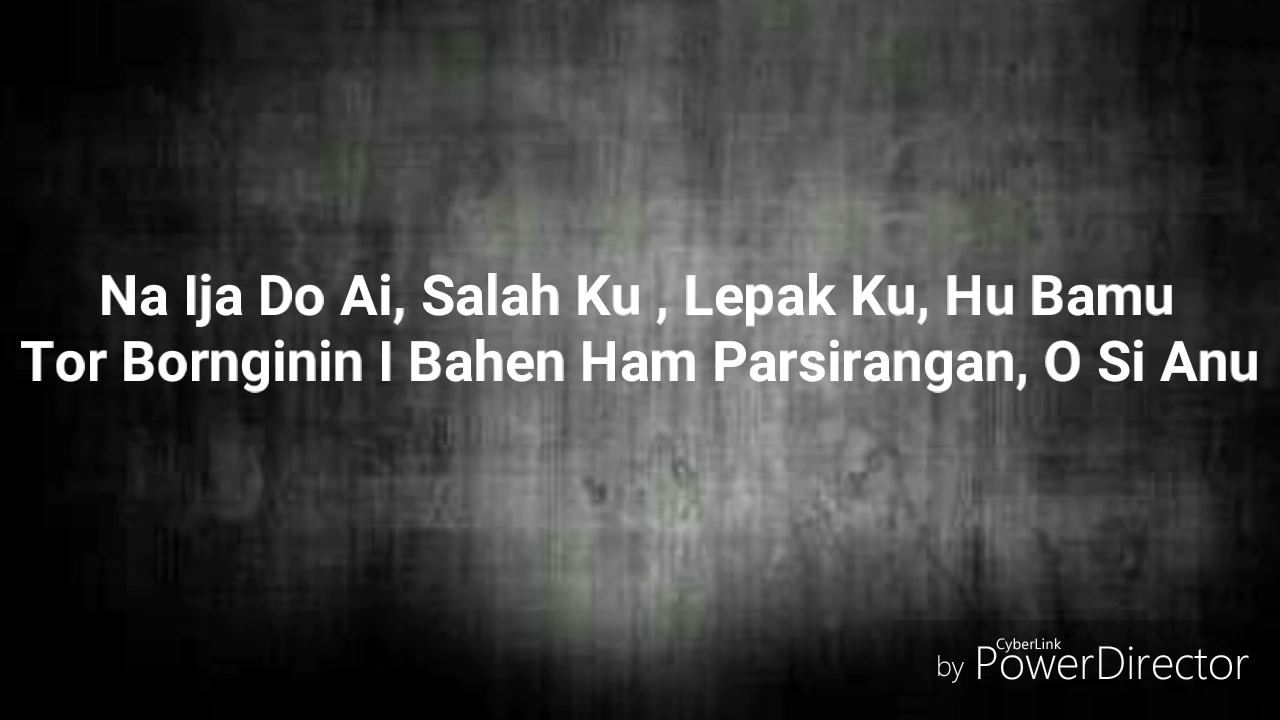 Na Ija Do Ai, Salah Ku , Lepak Ku, Hu Bamu
Tor Bornginin I Bahen Ham Parsirangan, O Si Anu
CyberLink
by PowerDirector